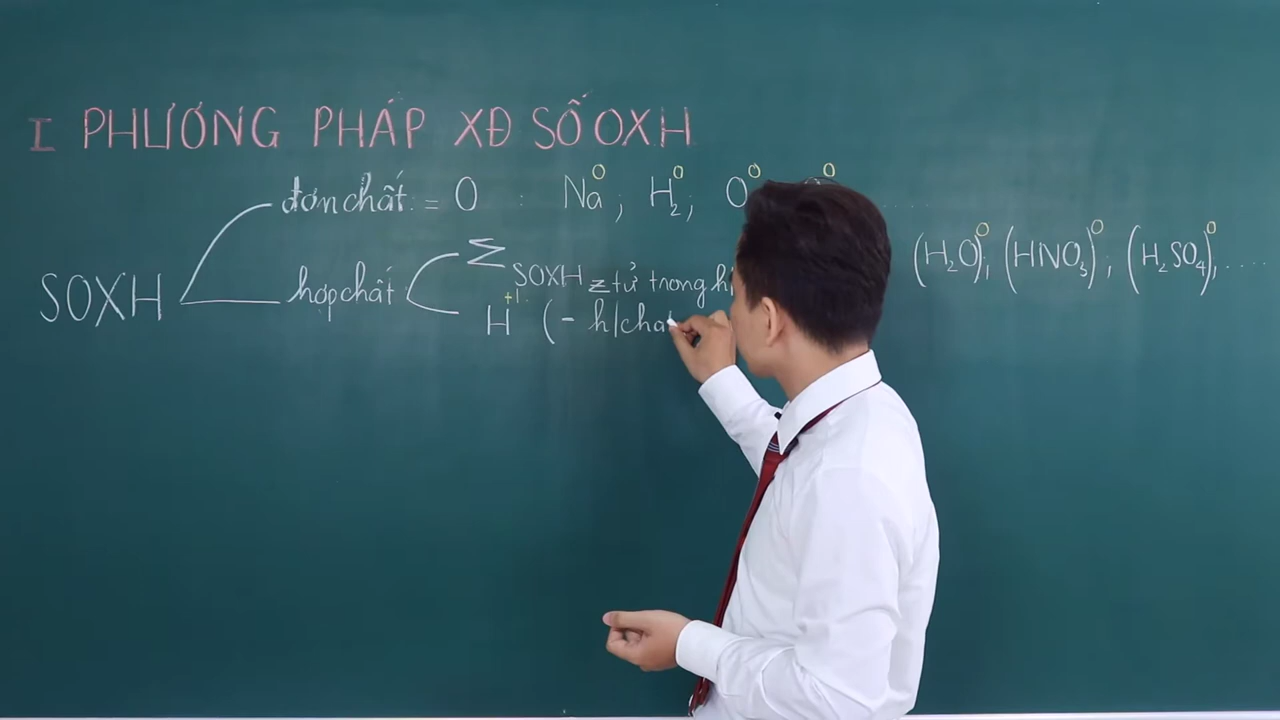 I PHƯƠNG PHÁP XĐ SỐ OXH
đơn chất = 0 : Na⁰ ; H₂⁰ ; O⁰
SOXH hợp chất
Σ SOXH ≥ tử trong
(H₂O)⁰; (HNO₃)⁰; (H₂SO₄)⁰, .....
H⁺¹ (- h/cha